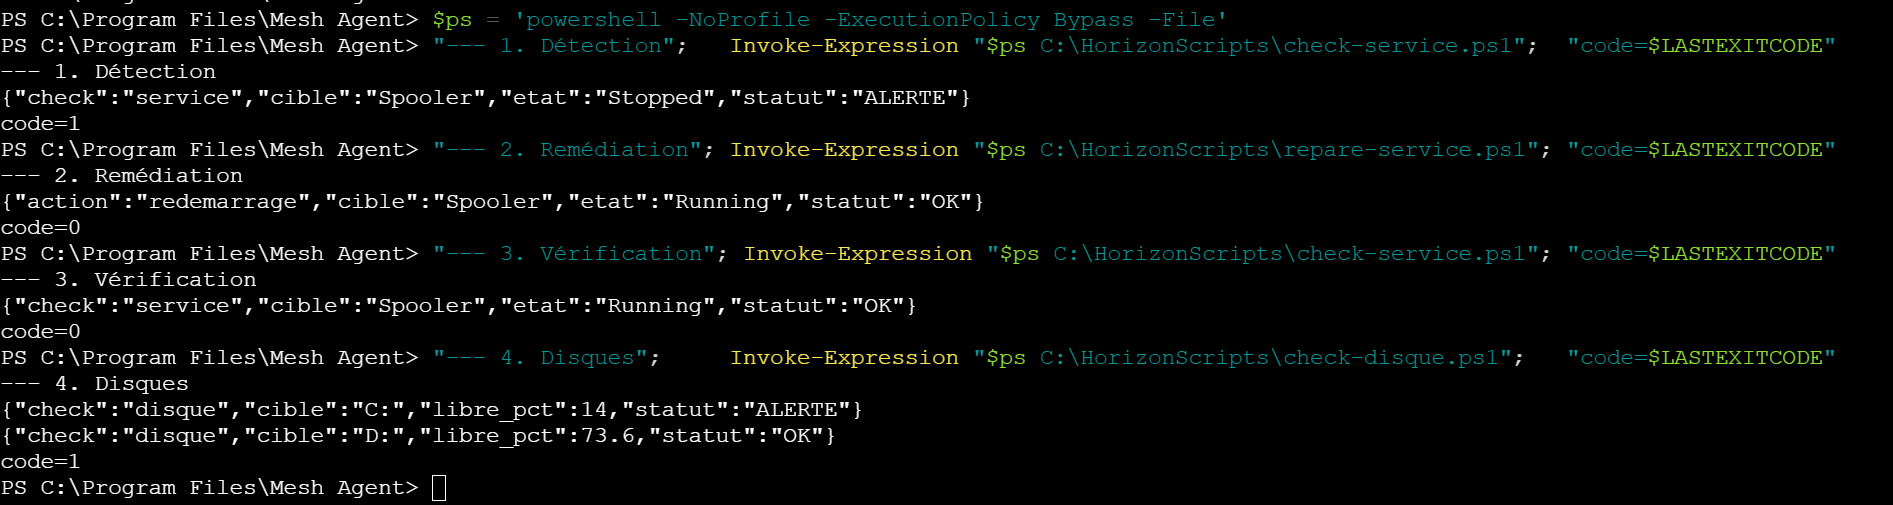 PS C:\Program Files\Mesh Agent> $ps = 'powershell -NoProfile -ExecutionPolicy Bypass -File'
PS C:\Program Files\Mesh Agent> "--- 1. Détection";   Invoke-Expression "$ps C:\HorizonScripts\check-service.ps1";  "code=$LASTEXITCODE"
--- 1. Détection
{"check":"service","cible":"Spooler","etat":"Stopped","statut":"ALERTE"}
code=1
PS C:\Program Files\Mesh Agent> "--- 2. Remédiation"; Invoke-Expression "$ps C:\HorizonScripts\repare-service.ps1"; "code=$LASTEXITCODE"
--- 2. Remédiation
{"action":"redemarrage","cible":"Spooler","etat":"Running","statut":"OK"}
code=0
PS C:\Program Files\Mesh Agent> "--- 3. Vérification"; Invoke-Expression "$ps C:\HorizonScripts\check-service.ps1"; "code=$LASTEXITCODE"
--- 3. Vérification
{"check":"service","cible":"Spooler","etat":"Running","statut":"OK"}
code=0
PS C:\Program Files\Mesh Agent> "--- 4. Disques";     Invoke-Expression "$ps C:\HorizonScripts\check-disque.ps1";   "code=$LASTEXITCODE"
--- 4. Disques
{"check":"disque","cible":"C:","libre_pct":14,"statut":"ALERTE"}
{"check":"disque","cible":"D:","libre_pct":73.6,"statut":"OK"}
code=1
PS C:\Program Files\Mesh Agent>